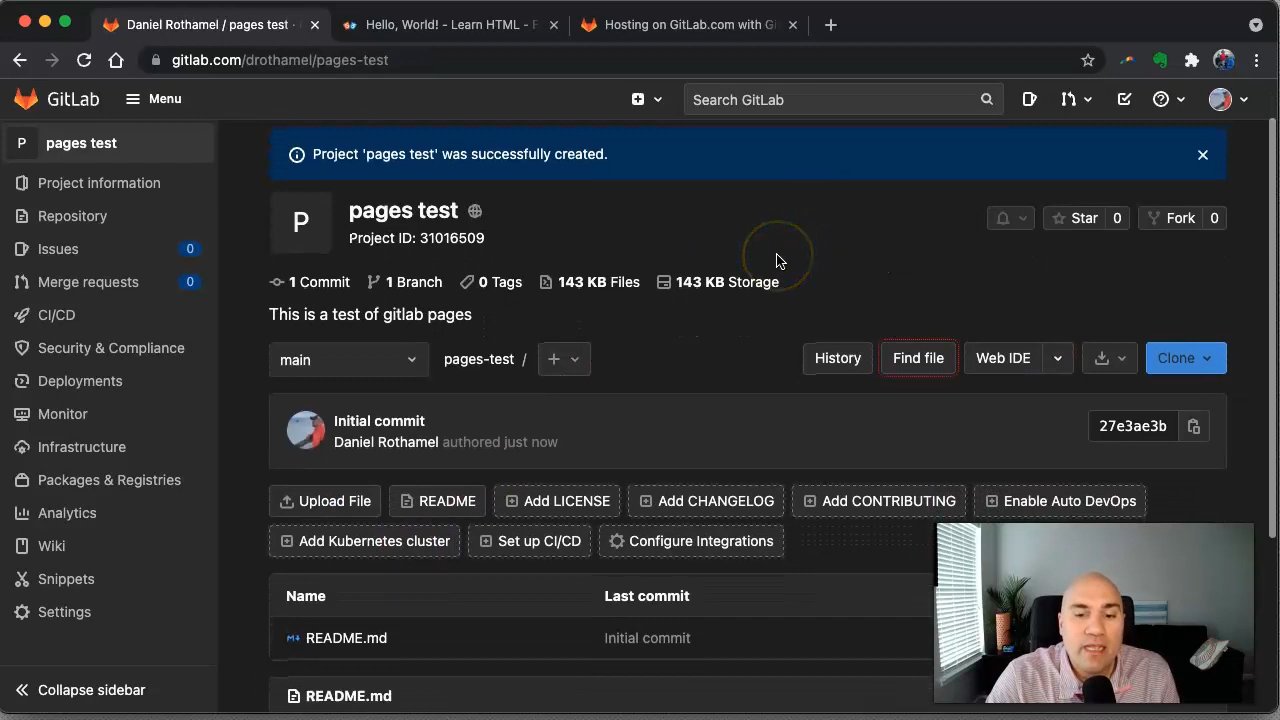 Daniel Rothamel / pages test ·
Hello, World! - Learn HTML - F
Hosting on GitLab.com with Gi
gitlab.com/drothamel/pages-test
GitLab
Menu
Search GitLab
P
pages test
Project information
Repository
Issues
0
Merge requests
0
CI/CD
Security & Compliance
Deployments
Monitor
Infrastructure
Packages & Registries
Analytics
Wiki
Snippets
Settings
Collapse sidebar
Project 'pages test' was successfully created.
P
pages test
Project ID: 31016509
Star
0
Fork
0
1 Commit
1 Branch
0 Tags
143 KB Files
143 KB Storage
This is a test of gitlab pages
main
pages-test /
History
Find file
Web IDE
Clone
Initial commit
Daniel Rothamel authored just now
27e3ae3b
Upload File
README
Add LICENSE
Add CHANGELOG
Add CONTRIBUTING
Enable Auto DevOps
Add Kubernetes cluster
Set up CI/CD
Configure Integrations
Name
Last commit
README.md
Initial commit
README.md